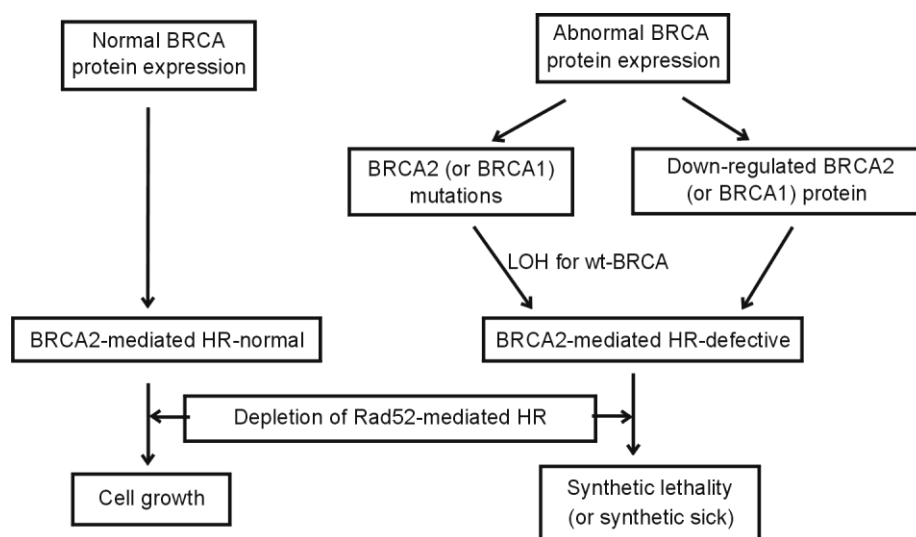 Normal BRCA
protein expression
Abnormal BRCA
protein expression
BRCA2 (or BRCA1)
mutations
Down-regulated BRCA2
(or BRCA1) protein
LOH for wt-BRCA
BRCA2-mediated HR-normal
BRCA2-mediated HR-defective
Depletion of Rad52-mediated HR
Cell growth
Synthetic lethality
(or synthetic sick)